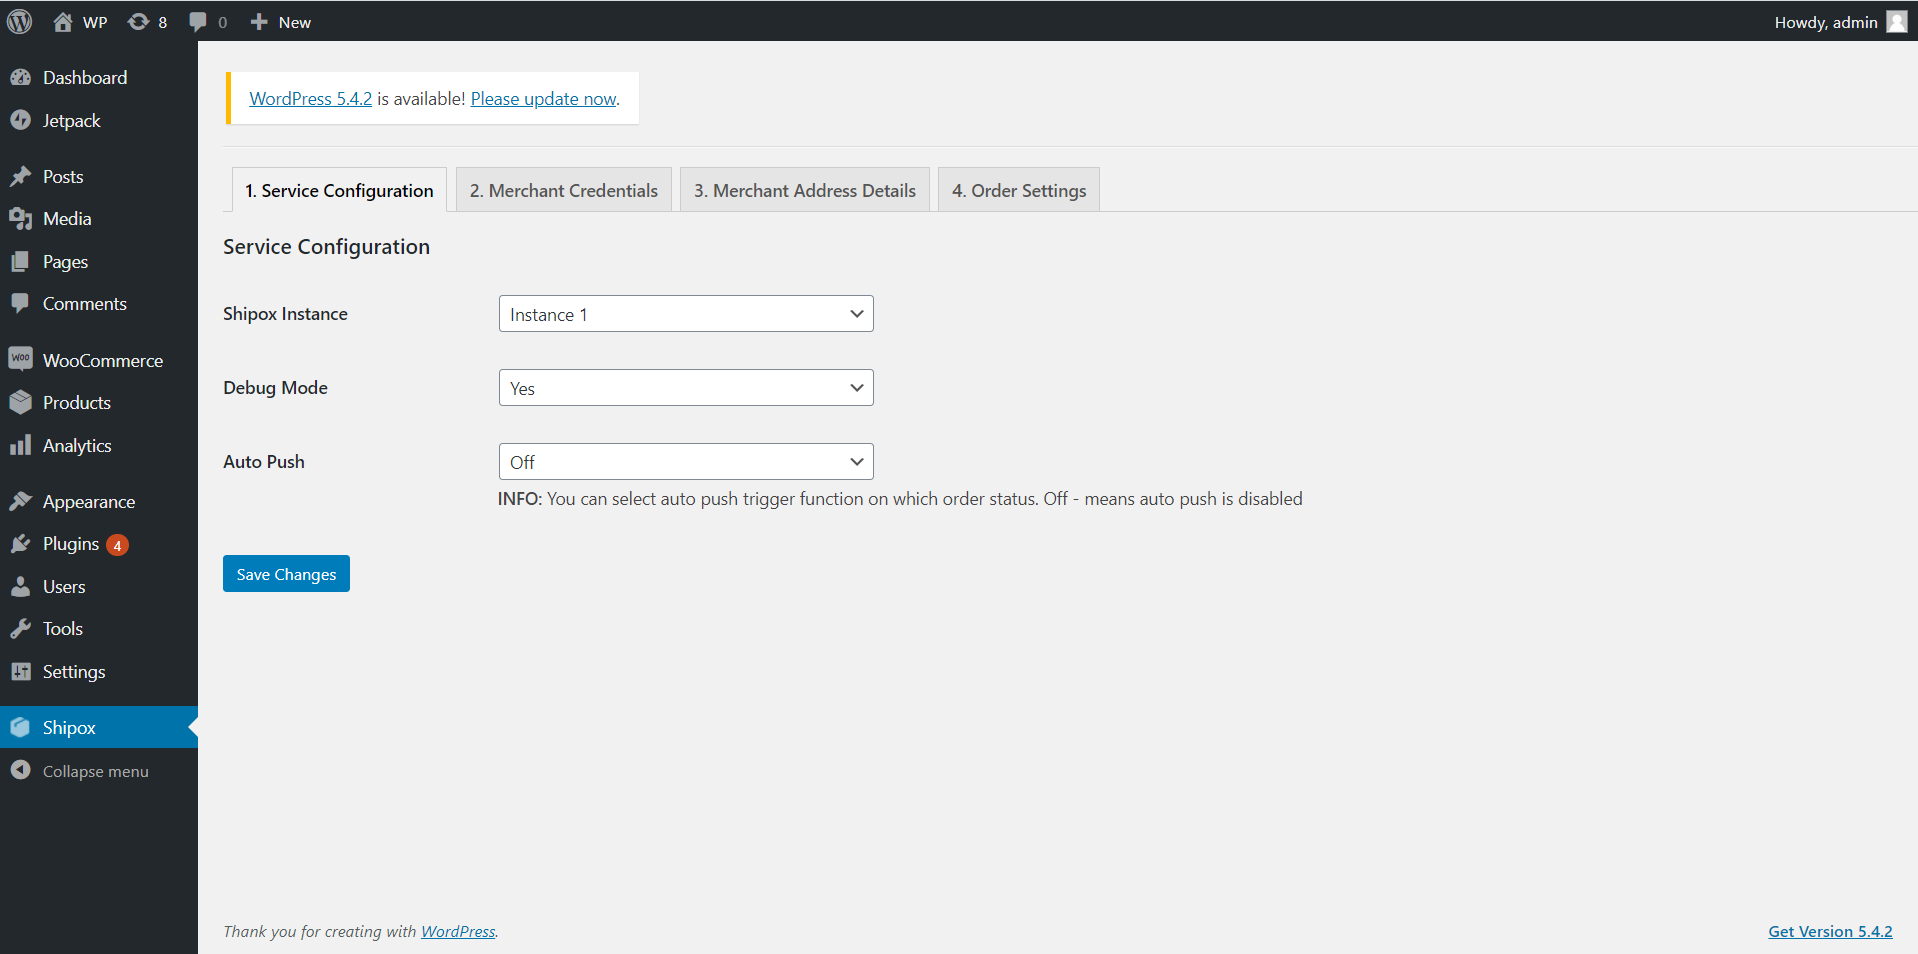 WP
8
0
New
Howdy, admin
Dashboard
Jetpack
Posts
Media
Pages
Comments
Woo WooCommerce
Products
Analytics
Appearance
Plugins 4
Users
Tools
Settings
Shipox
Collapse menu
WordPress 5.4.2 is available! Please update now.
1. Service Configuration
2. Merchant Credentials
3. Merchant Address Details
4. Order Settings
Service Configuration
Shipox Instance
Instance 1
Debug Mode
Yes
Auto Push
Off
INFO: You can select auto push trigger function on which order status. Off - means auto push is disabled
Save Changes
Thank you for creating with WordPress.
Get Version 5.4.2